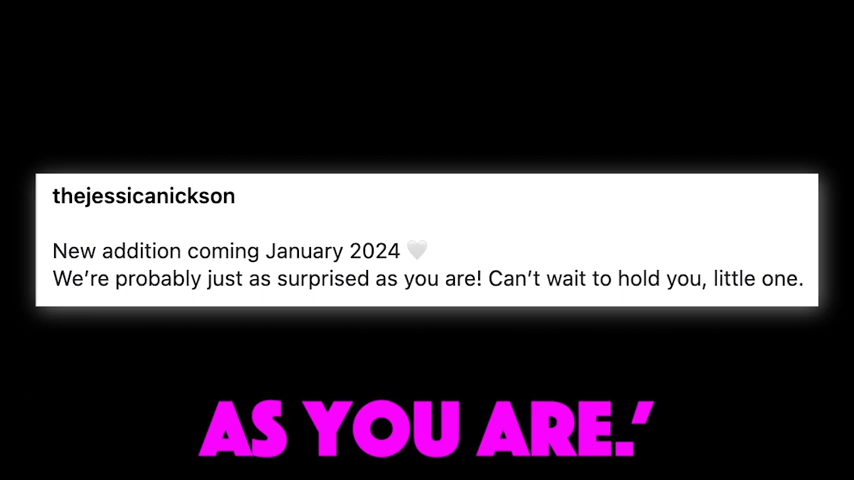 thejessicanickson
New addition coming January 2024 🤍
We’re probably just as surprised as you are! Can’t wait to hold you, little one.
AS YOU ARE.’